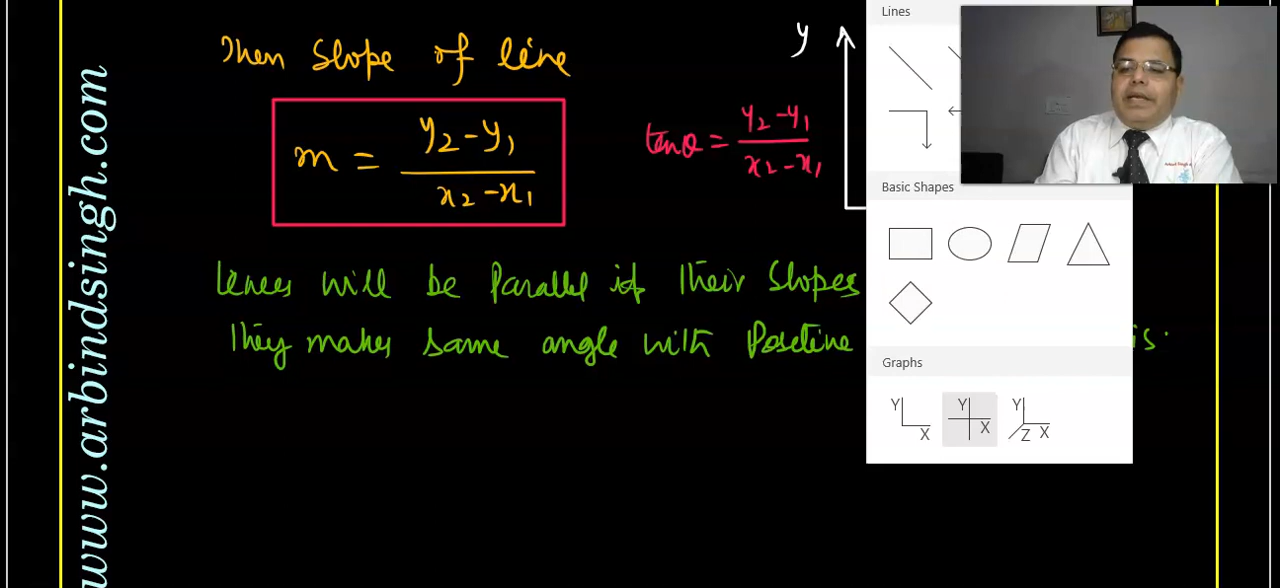 Then Slope of line
y
m = y₂-y₁ / x₂-x₁
tanθ = y₂-y₁ / x₂-x₁
will be Parallel if Their Slopes
They makes same angle with Positive is.
Lines
Basic Shapes
Graphs
Y X
Y X
Y Z X
www.arbindsingh.com